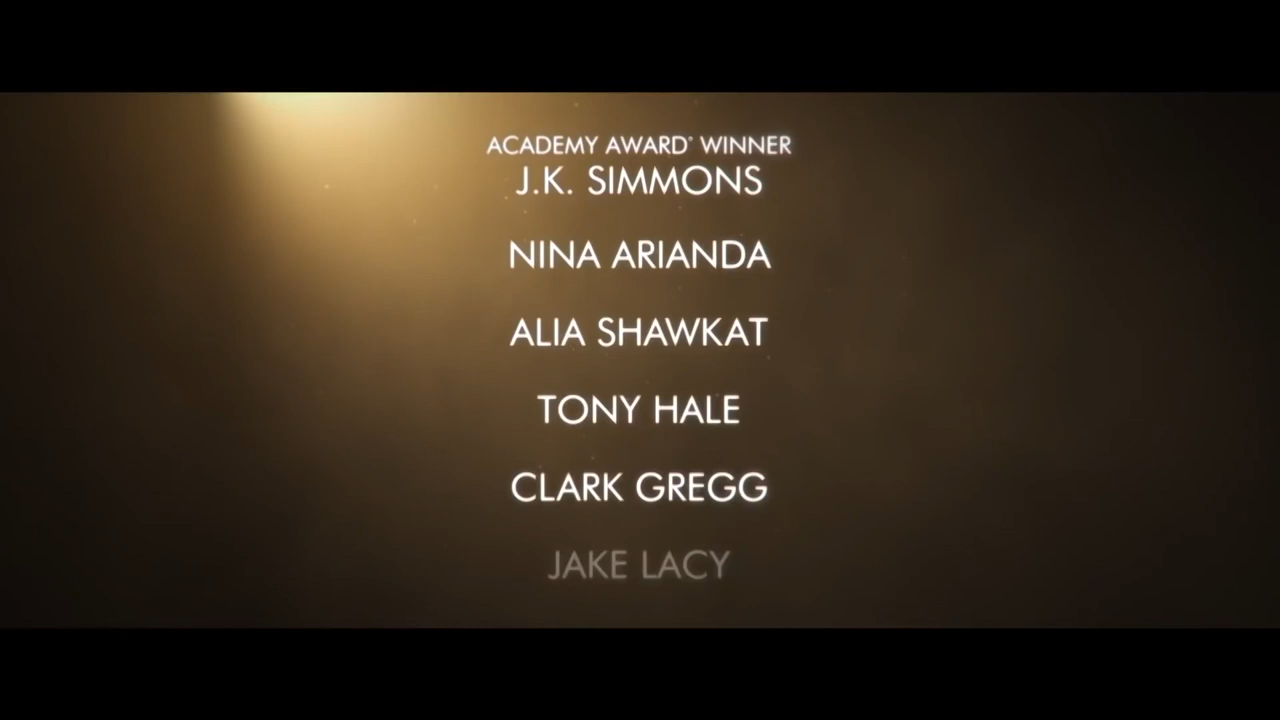 ACADEMY AWARD® WINNER
J.K. SIMMONS
NINA ARIANDA
ALIA SHAWKAT
TONY HALE
CLARK GREGG
JAKE LACY